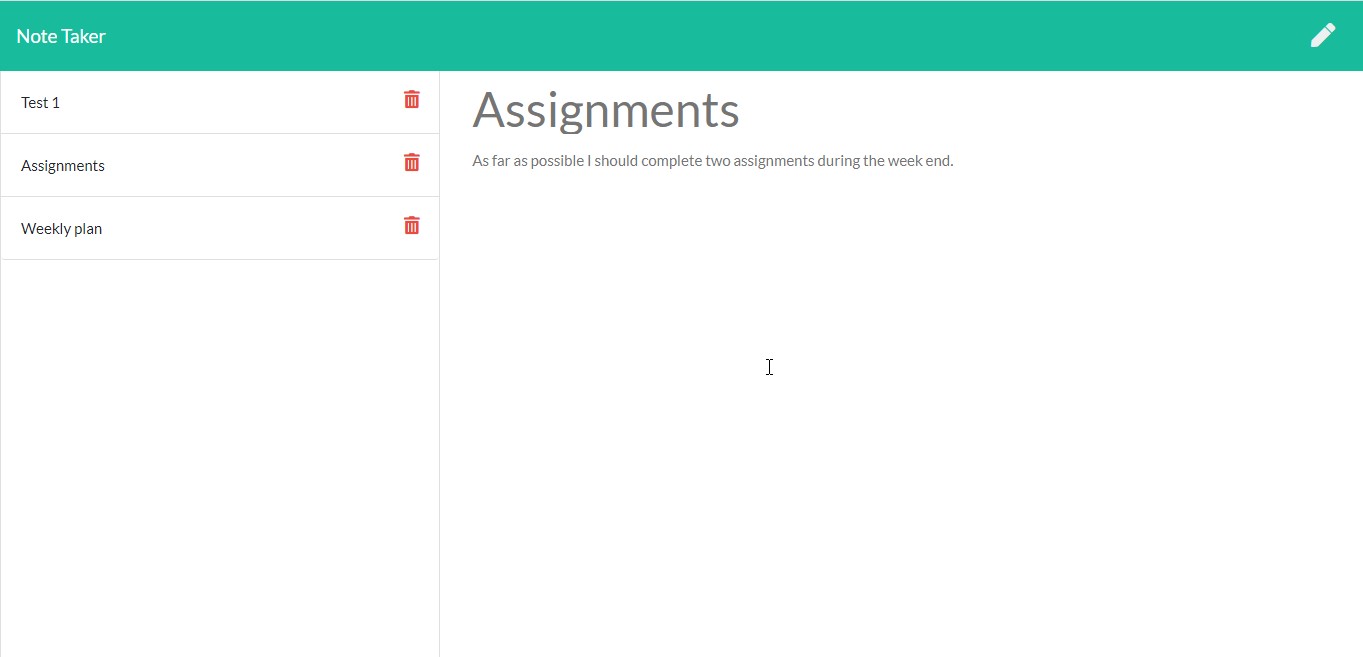 Note Taker
Test 1
Assignments
Weekly plan
Assignments
As far as possible I should complete two assignments during the week end.